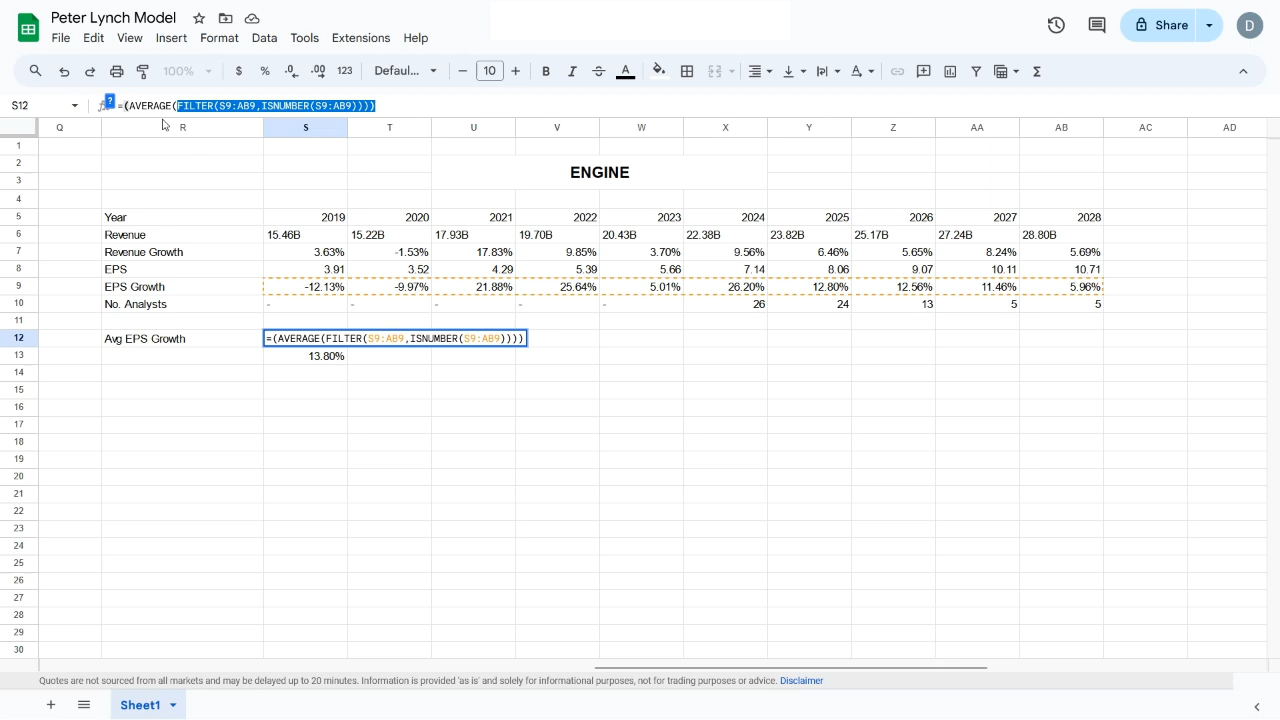 Peter Lynch Model
File Edit View Insert Format Data Tools Extensions Help
Share
D
100% $ % .0 .00 123 Defaul... 10 B I S A Σ
S12 ? =(AVERAGE(FILTER(S9:AB9,ISNUMBER(S9:AB9))))
Q R S T U V W X Y Z AA AB AC AD
1
2
ENGINE
3
4
5 Year 2019 2020 2021 2022 2023 2024 2025 2026 2027 2028
6 Revenue 15.46B 15.22B 17.93B 19.70B 20.43B 22.38B 23.82B 25.17B 27.24B 28.80B
7 Revenue Growth 3.63% -1.53% 17.83% 9.85% 3.70% 9.56% 6.46% 5.65% 8.24% 5.69%
8 EPS 3.91 3.52 4.29 5.39 5.66 7.14 8.06 9.07 10.11 10.71
9 EPS Growth -12.13% -9.97% 21.88% 25.64% 5.01% 26.20% 12.80% 12.56% 11.46% 5.96%
10 No. Analysts - - - - - 26 24 13 5 5
11
12 Avg EPS Growth =(AVERAGE(FILTER(S9:AB9,ISNUMBER(S9:AB9))))
13 13.80%
14
15
16
17
18
19
20
21
22
23
24
25
26
27
28
29
30
Quotes are not sourced from all markets and may be delayed up to 20 minutes. Information is provided 'as is' and solely for informational purposes, not for trading purposes or advice. Disclaimer
Sheet1